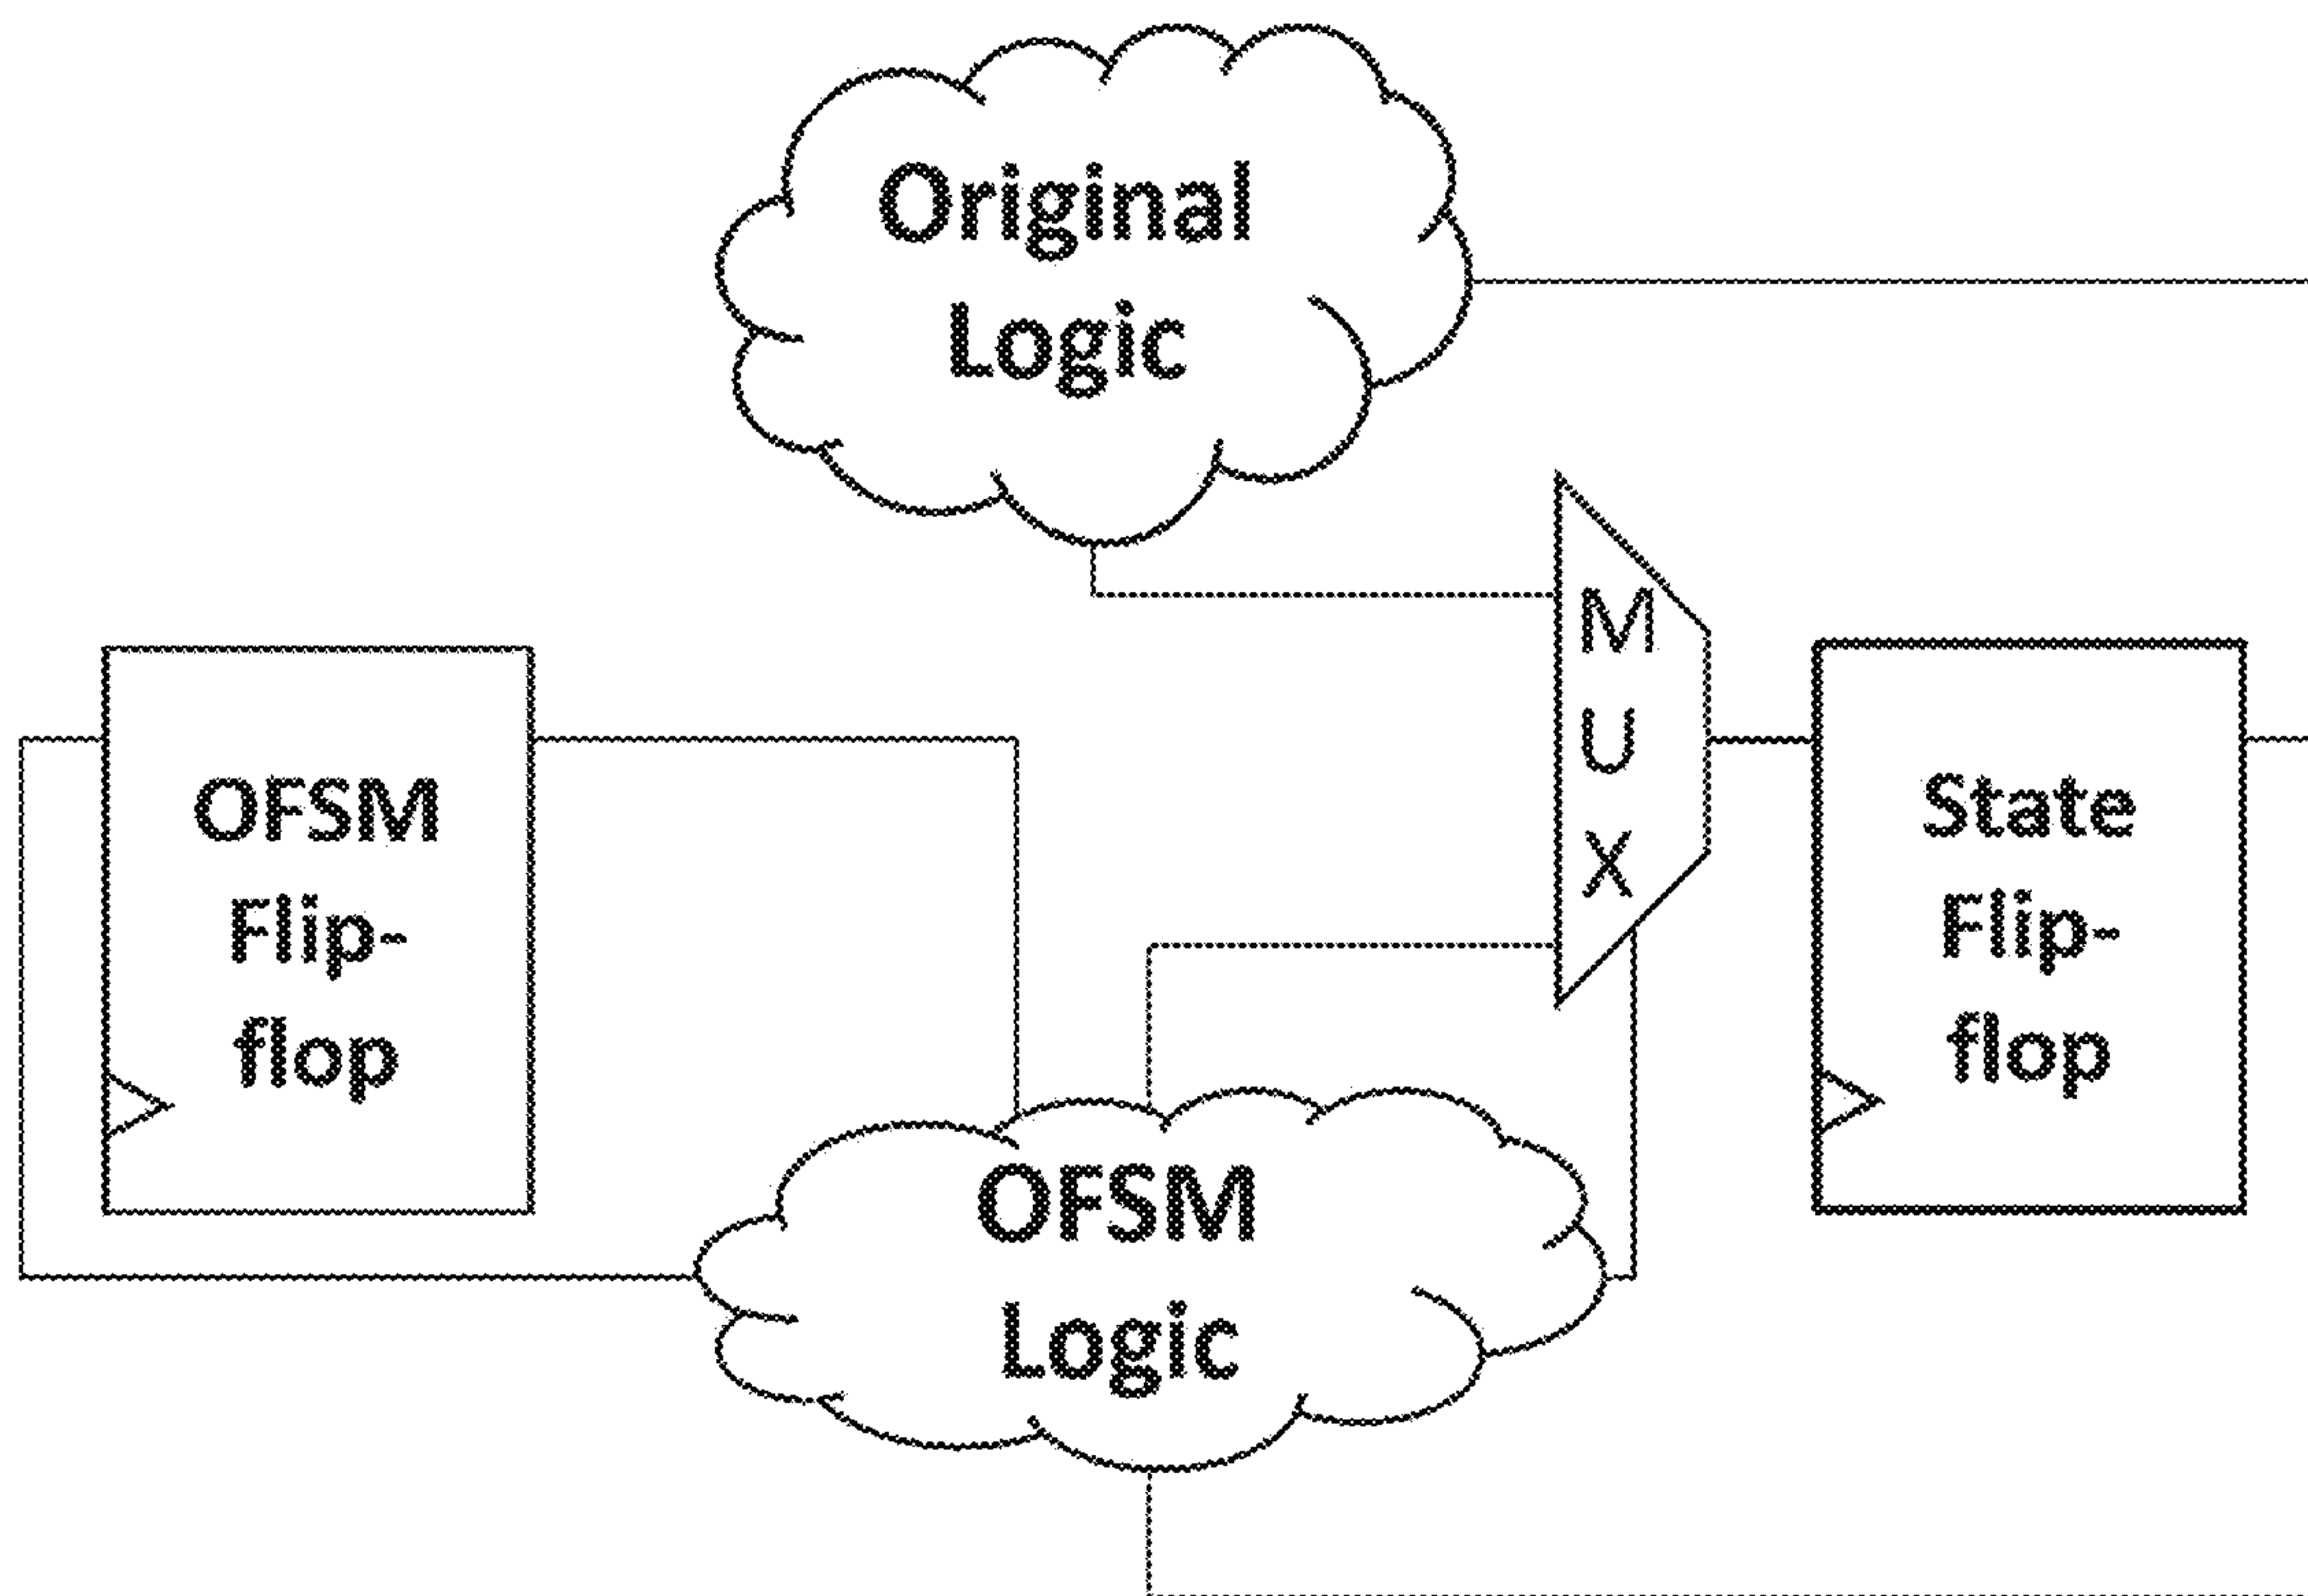 Original
Logic
M
U
X
OFSM
Flip-
flop
State
Flip-
flop
OFSM
Logic